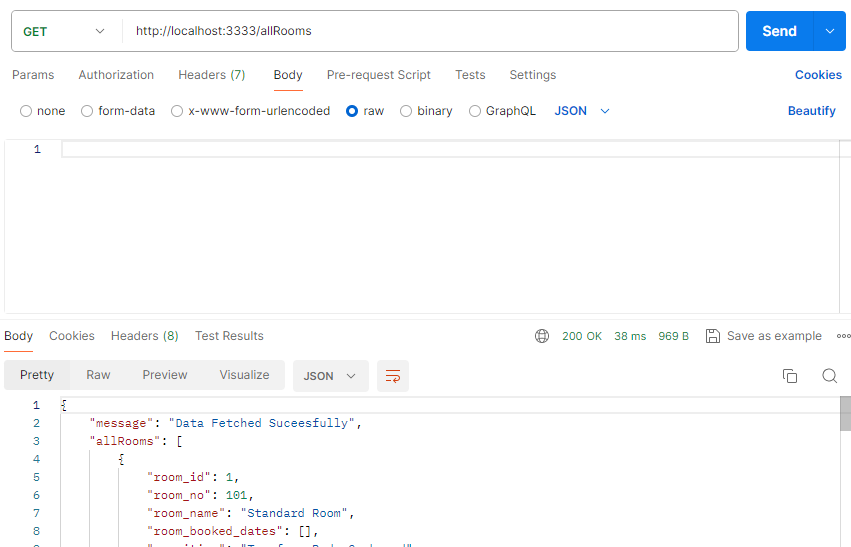 GET http://localhost:3333/allRooms Send
Params Authorization Headers (7) Body Pre-request Script Tests Settings Cookies
none form-data x-www-form-urlencoded raw binary GraphQL JSON Beautify
1
Body Cookies Headers (8) Test Results 200 OK 38 ms 969 B Save as example
Pretty Raw Preview Visualize JSON
1 {
2 "message": "Data Fetched Suceesfully",
3 "allRooms": [
4 {
5 "room_id": 1,
6 "room_no": 101,
7 "room_name": "Standard Room",
8 "room_booked_dates": [],